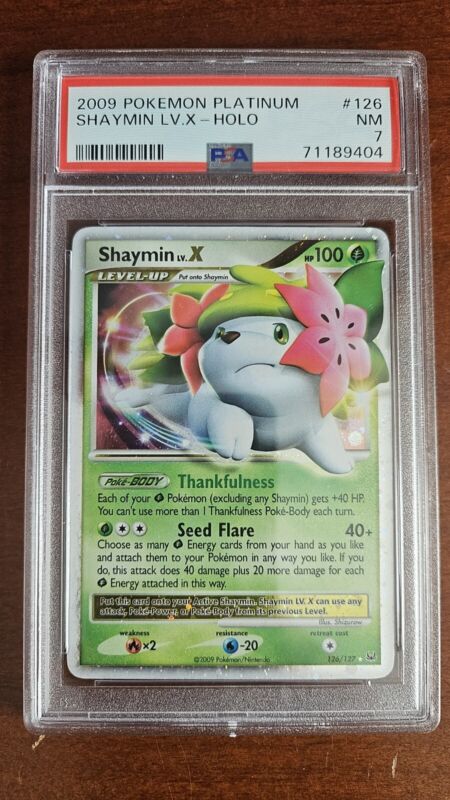 2009 POKEMON PLATINUM #126
SHAYMIN LV.X - HOLO NM
7
PSA 71189404
Shaymin LV.X HP100
LEVEL-UP Put onto Shaymin
Poké-BODY Thankfulness
Each of your Pokémon (excluding any Shaymin) gets +40 HP.
You can't use more than 1 Thankfulness Poké-Body each turn.
Seed Flare 40+
Choose as many Energy cards from your hand as you like
and attach them to your Pokémon in any way you like. If you
do, this attack does 40 damage plus 20 more damage for each
Energy attached in this way.
Put this card onto your Active Shaymin. Shaymin LV. X can use any
attack, Poké-Power, or Poké-Body from its previous Level.
Illus. Shizurow
weakness resistance retreat cost
×2 -20
©2009 Pokémon/Nintendo 126/127